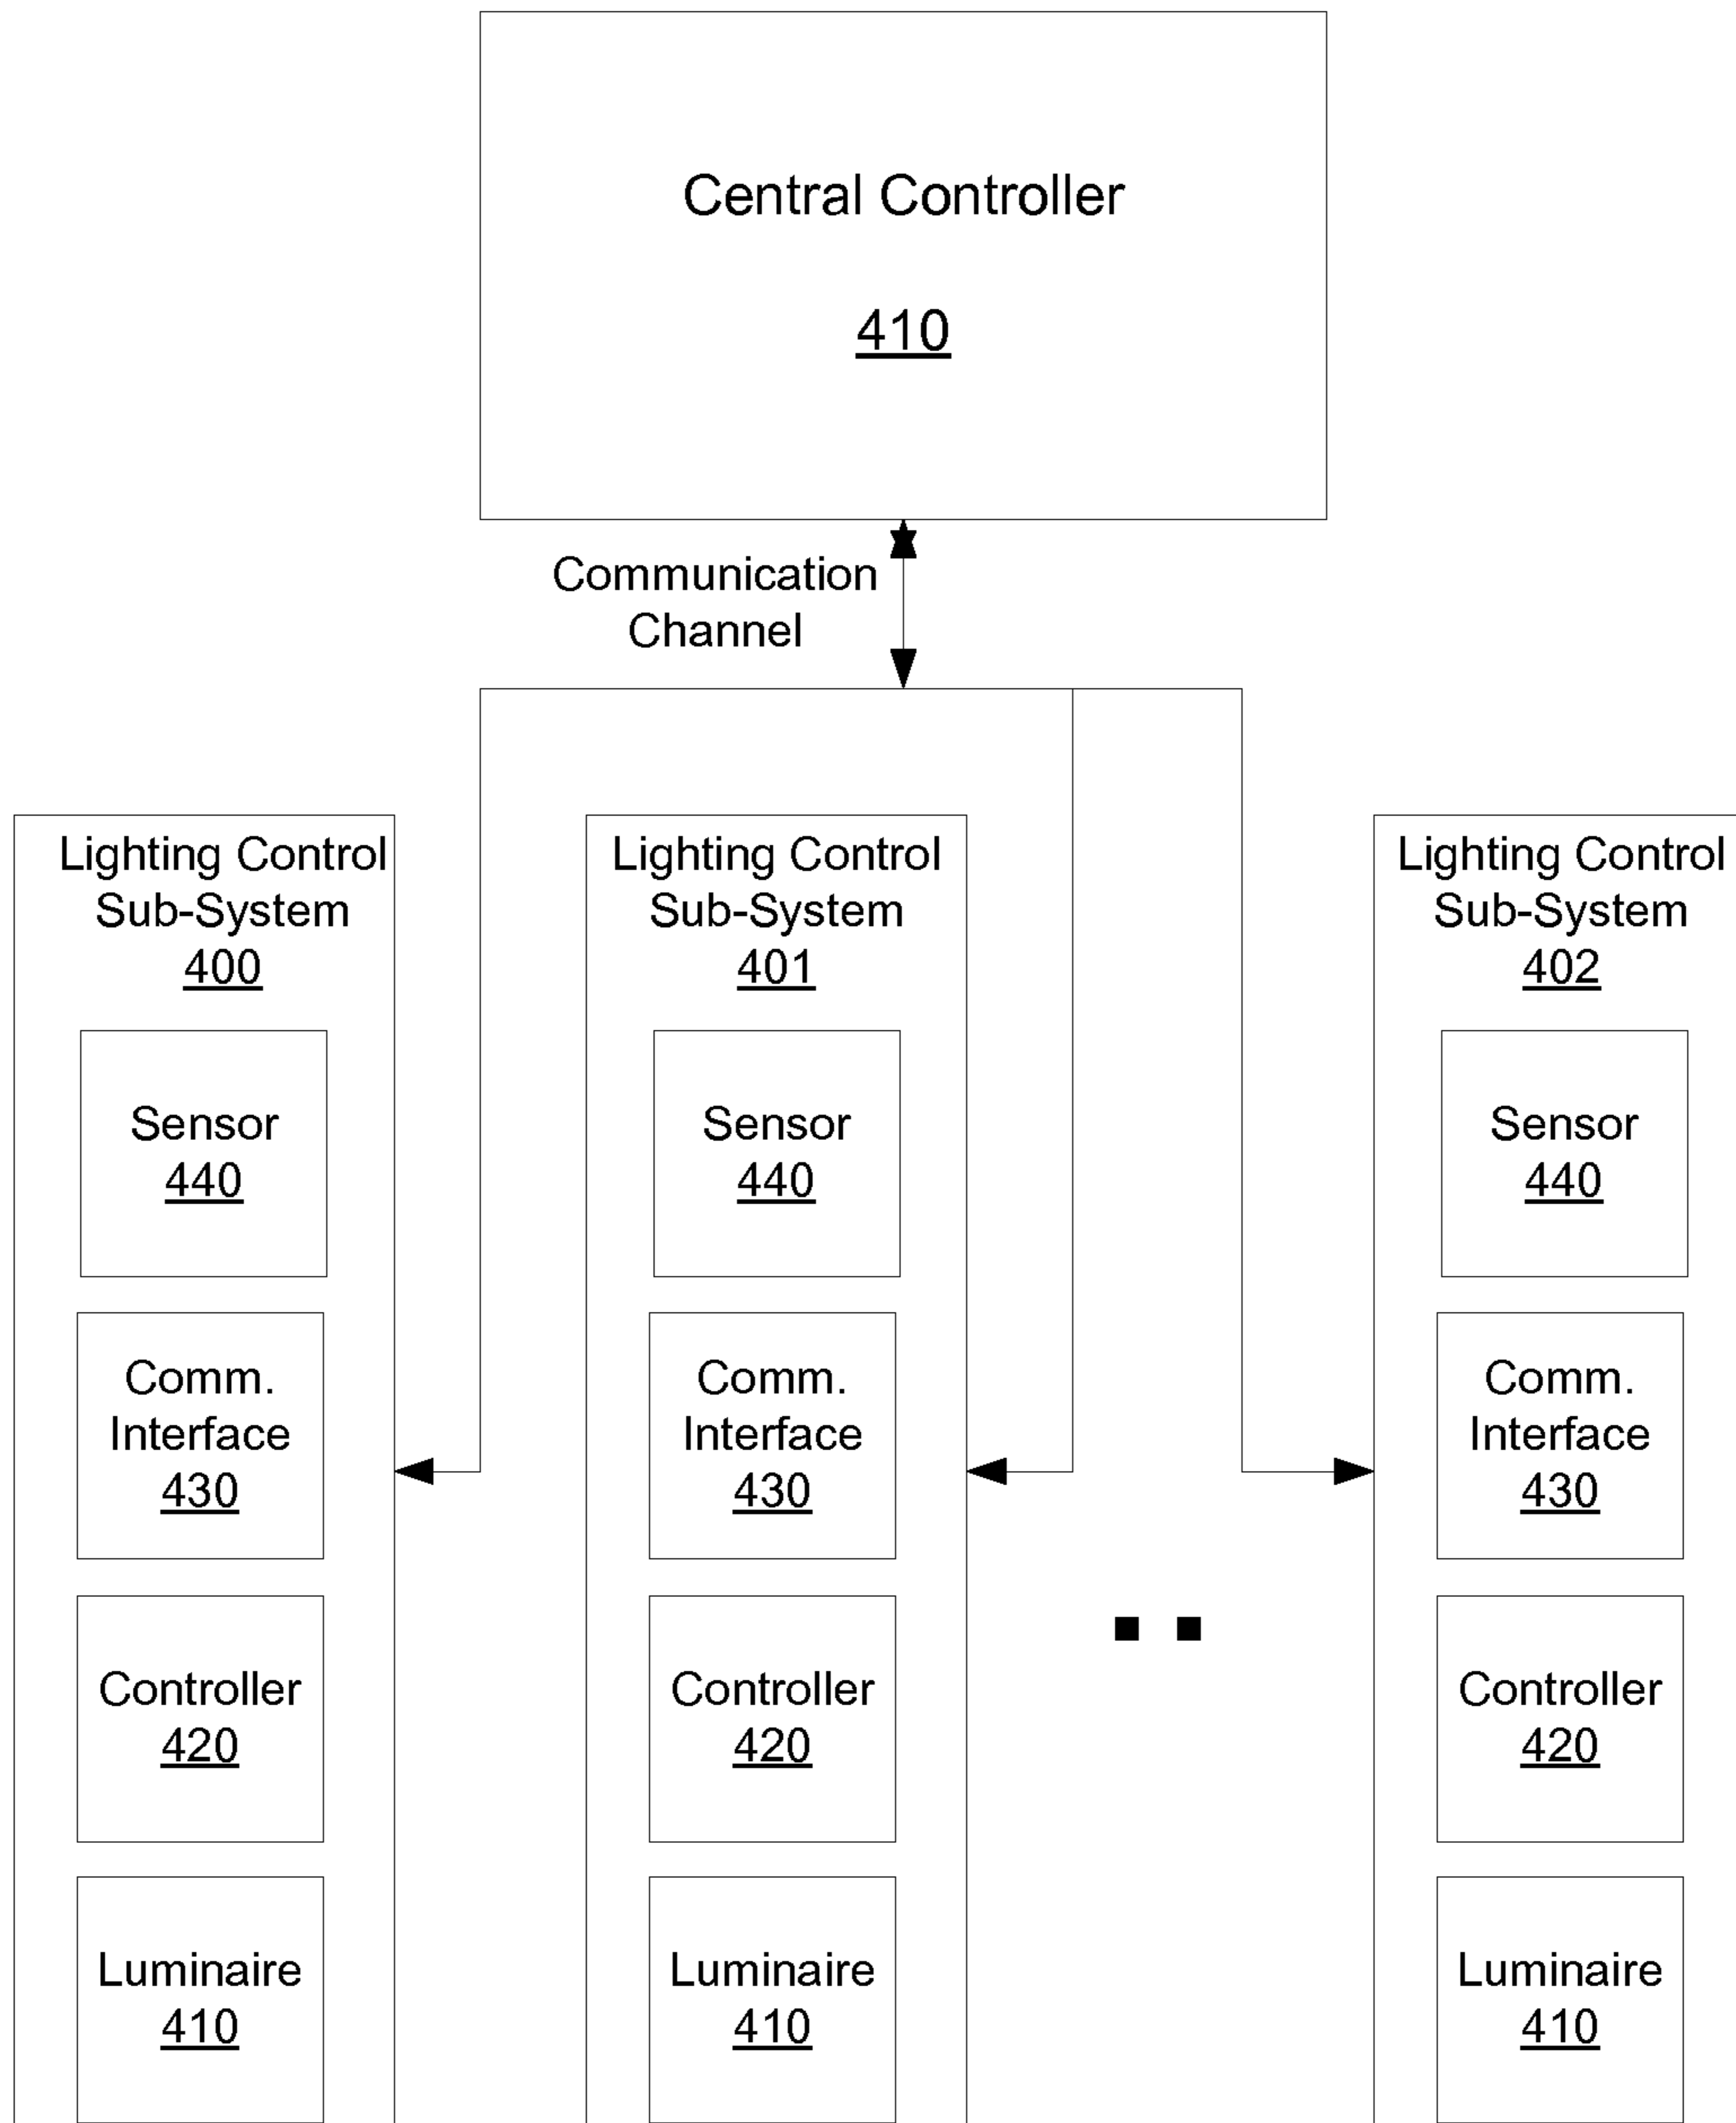 Central Controller
410
Communication
Channel
Lighting Control
Sub-System
400
Sensor
440
Comm.
Interface
430
Controller
420
Luminaire
410
Lighting Control
Sub-System
401
Sensor
440
Comm.
Interface
430
Controller
420
Luminaire
410
Lighting Control
Sub-System
402
Sensor
440
Comm.
Interface
430
Controller
420
Luminaire
410